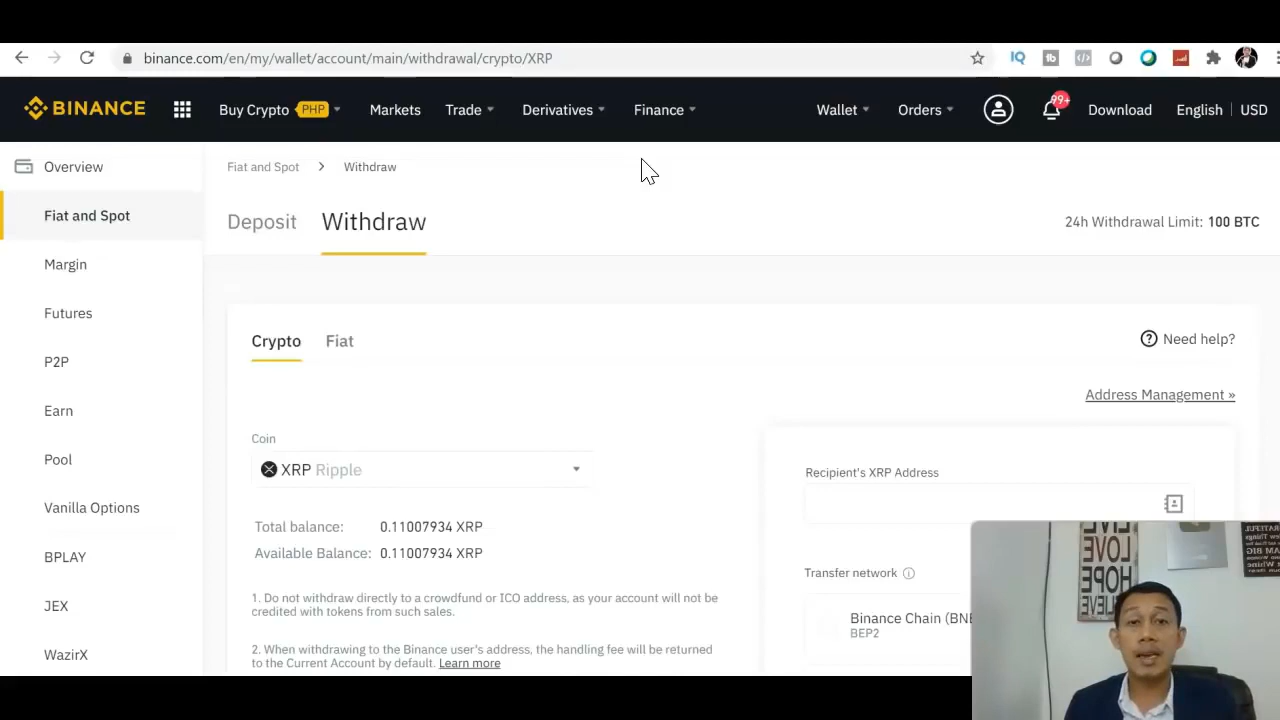 binance.com/en/my/wallet/account/main/withdrawal/crypto/XRP
BINANCE
Buy Crypto PHP
Markets
Trade
Derivatives
Finance
Wallet
Orders
99+
Download
English
USD
Overview
Fiat and Spot
Margin
Futures
P2P
Earn
Pool
Vanilla Options
BPLAY
JEX
WazirX
Fiat and Spot > Withdraw
Deposit
Withdraw
24h Withdrawal Limit: 100 BTC
Crypto
Fiat
Need help?
Address Management »
Coin
XRP Ripple
Total balance: 0.11007934 XRP
Available Balance: 0.11007934 XRP
1. Do not withdraw directly to a crowdfund or ICO address, as your account will not be
credited with tokens from such sales.
2. When withdrawing to the Binance user's address, the handling fee will be returned
to the Current Account by default. Learn more
Recipient's XRP Address
Transfer network
Binance Chain (BNB
BEP2
LIVE
LOVE
HOPE
BELIEVE